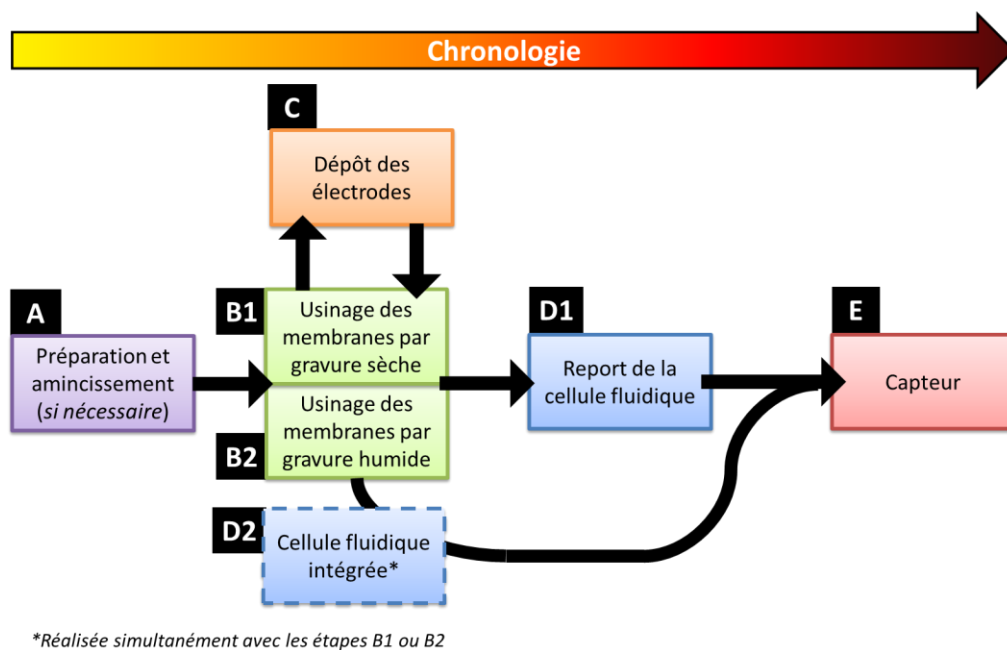 Chronologie
C
Dépôt des
électrodes
A
Préparation et
amincissement
(si nécessaire)
B1
Usinage des
membranes par
gravure sèche
B2
Usinage des
membranes par
gravure humide
D1
Report de la
cellule fluidique
E
Capteur
D2
Cellule fluidique
intégrée*
*Réalisée simultanément avec les étapes B1 ou B2